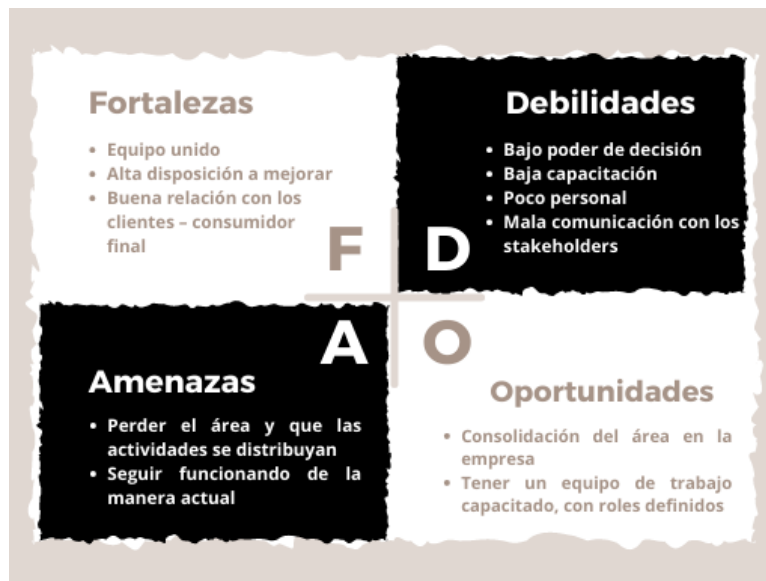 Fortalezas
• Equipo unido
• Alta disposición a mejorar
• Buena relación con los
clientes – consumidor
final
F
Debilidades
• Bajo poder de decisión
• Baja capacitación
• Poco personal
• Mala comunicación con los
stakeholders
D
A
Amenazas
• Perder el área y que las
actividades se distribuyan
• Seguir funcionando de la
manera actual
O
Oportunidades
• Consolidación del área en la
empresa
• Tener un equipo de trabajo
capacitado, con roles definidos